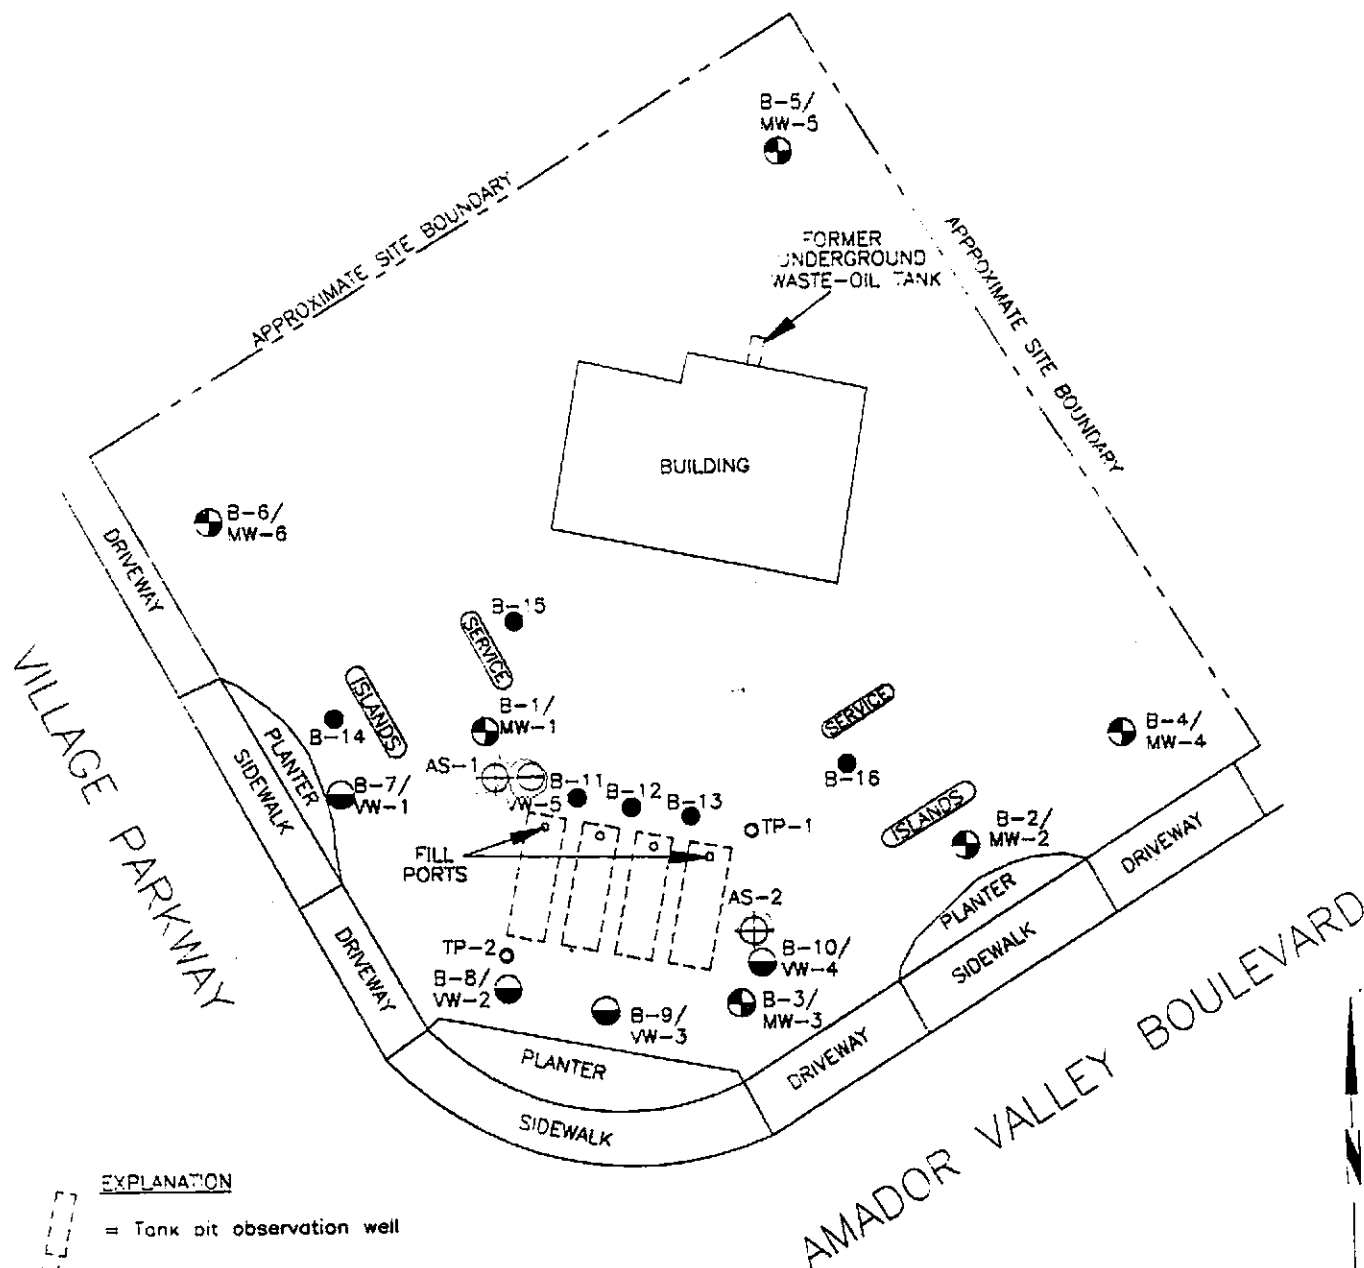 B-5/
MW-5
APPROXIMATE SITE BOUNDARY
APPROXIMATE SITE BOUNDARY
FORMER
UNDERGROUND
WASTE-OIL TANK
BUILDING
B-6/
MW-6
DRIVEWAY
B-15
SERVICE
ISLANDS
B-14
B-1/
MW-1
SERVICE
B-4/
MW-4
VILLAGE PARKWAY
PLANTER
SIDEWALK
AS-1
B-7/
VW-1
B-11
VW-5
B-12
B-13
B-16
ISLANDS
TP-1
B-2/
MW-2
FILL
PORTS
DRIVEWAY
PLANTER
SIDEWALK
AS-2
DRIVEWAY
TP-2
B-10/
VW-4
B-8/
VW-2
B-9/
VW-3
B-3/
MW-3
DRIVEWAY
PLANTER
SIDEWALK
AMADOR VALLEY BOULEVARD
N
EXPLANATION
= Tank pit observation well